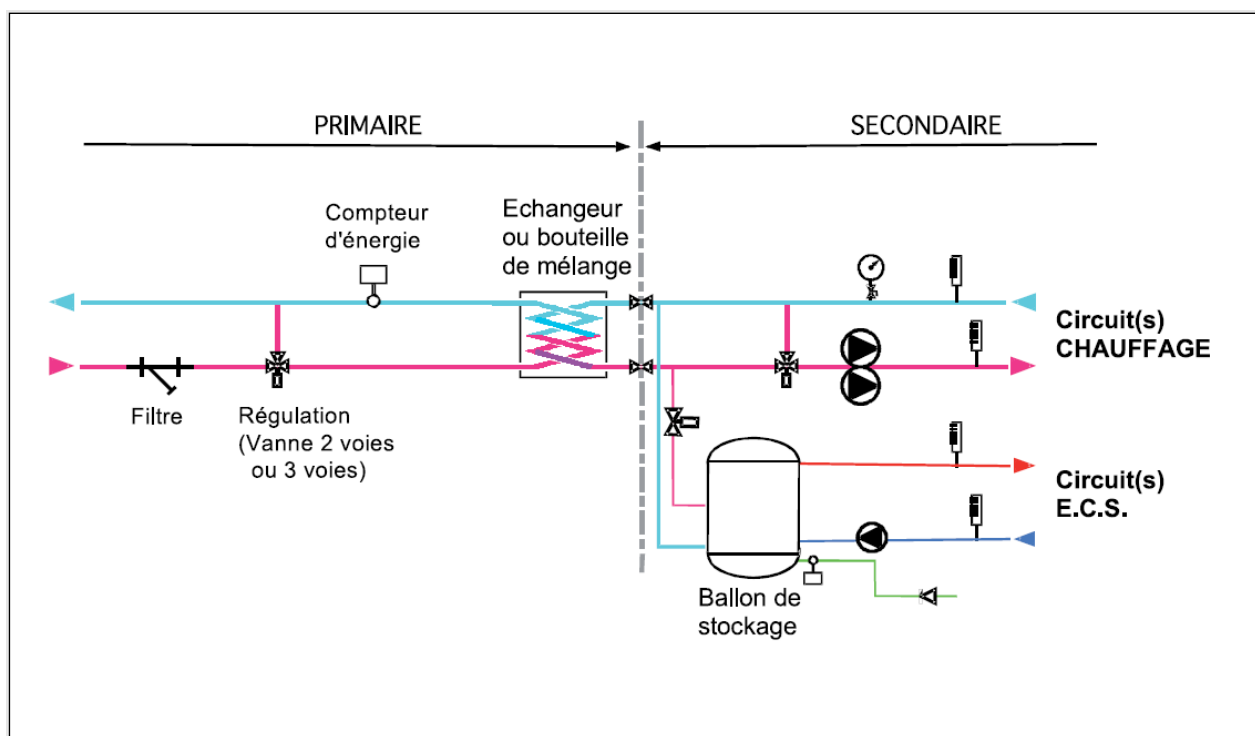 PRIMAIRE
SECONDAIRE
Compteur
d'énergie
Echangeur
ou bouteille
de mélange
Circuit(s)
CHAUFFAGE
Filtre
Régulation
(Vanne 2 voies
ou 3 voies)
Circuit(s)
E.C.S.
Ballon de
stockage